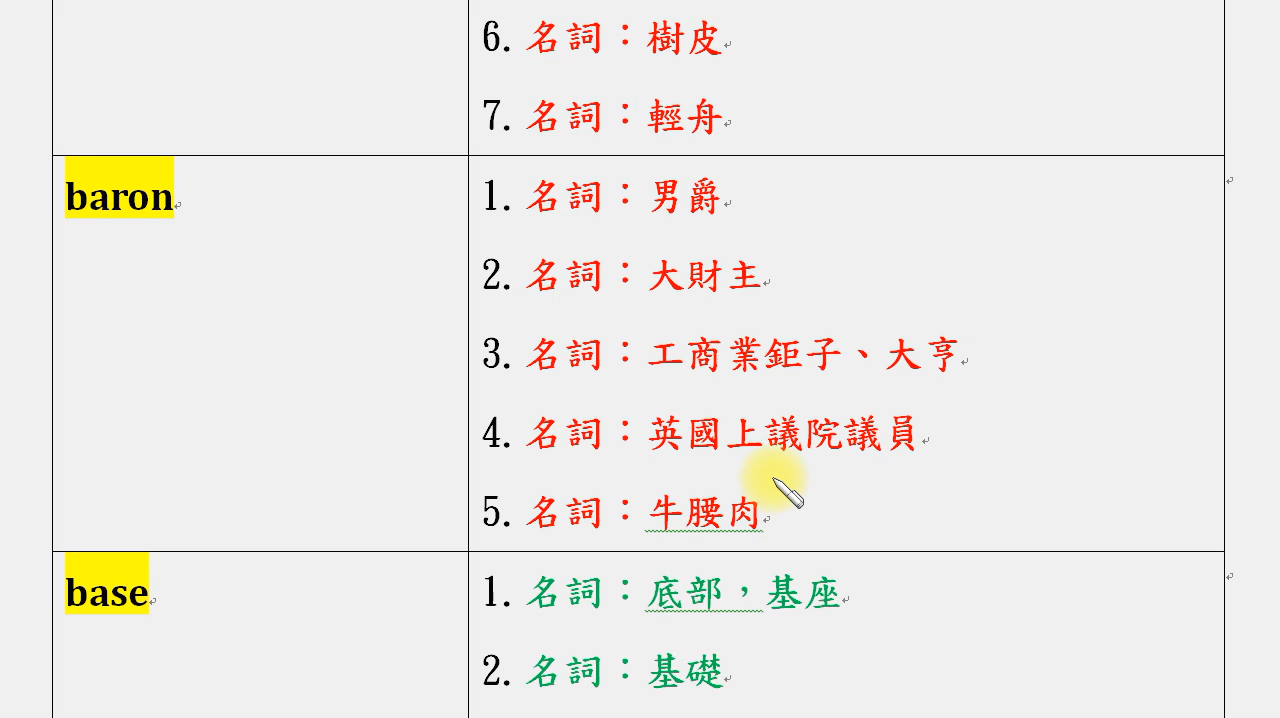 6. 名詞：樹皮
7. 名詞：輕舟
baron
1. 名詞：男爵
2. 名詞：大財主
3. 名詞：工商業鉅子、大亨
4. 名詞：英國上議院議員
5. 名詞：牛腰肉
base
1. 名詞：底部，基座
2. 名詞：基礎